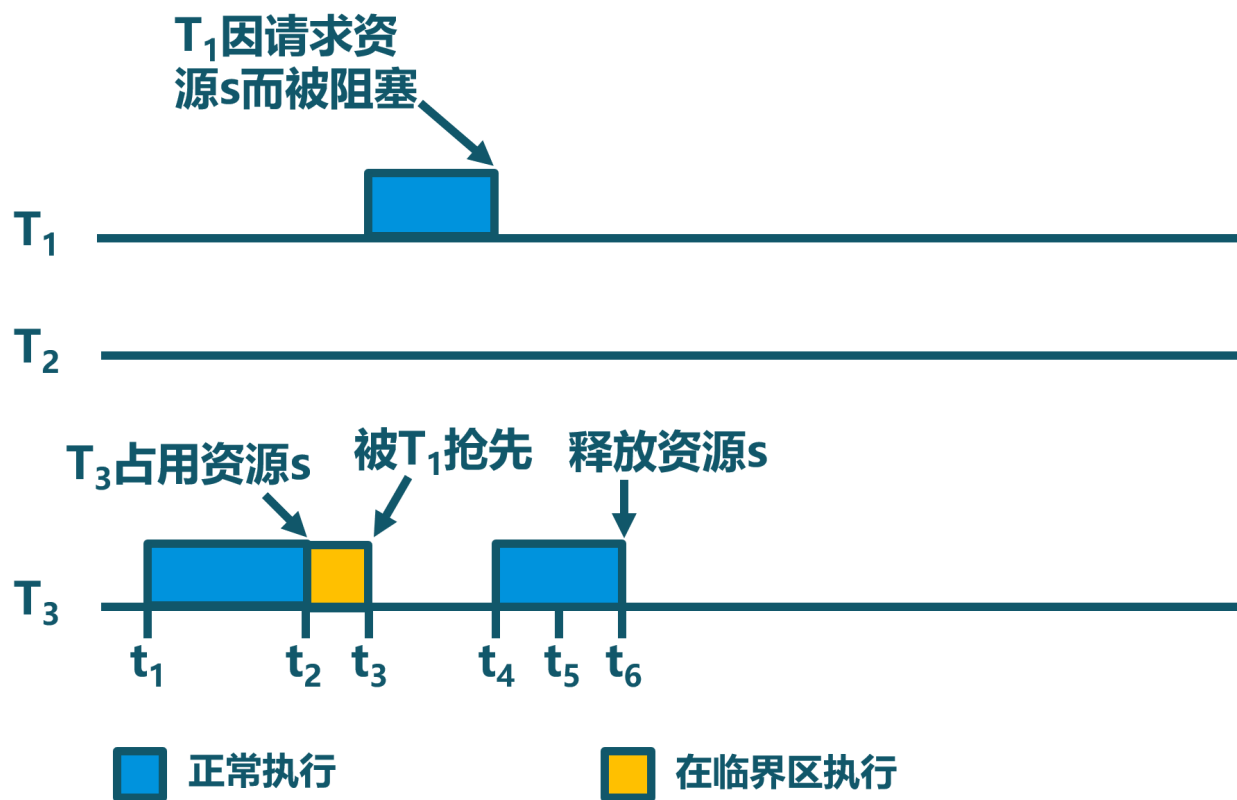 T₁因请求资
源s而被阻塞
T₁
T₂
T₃占用资源s
被T₁抢先
释放资源s
T₃
t₁ t₂ t₃ t₄ t₅ t₆
正常执行
在临界区执行